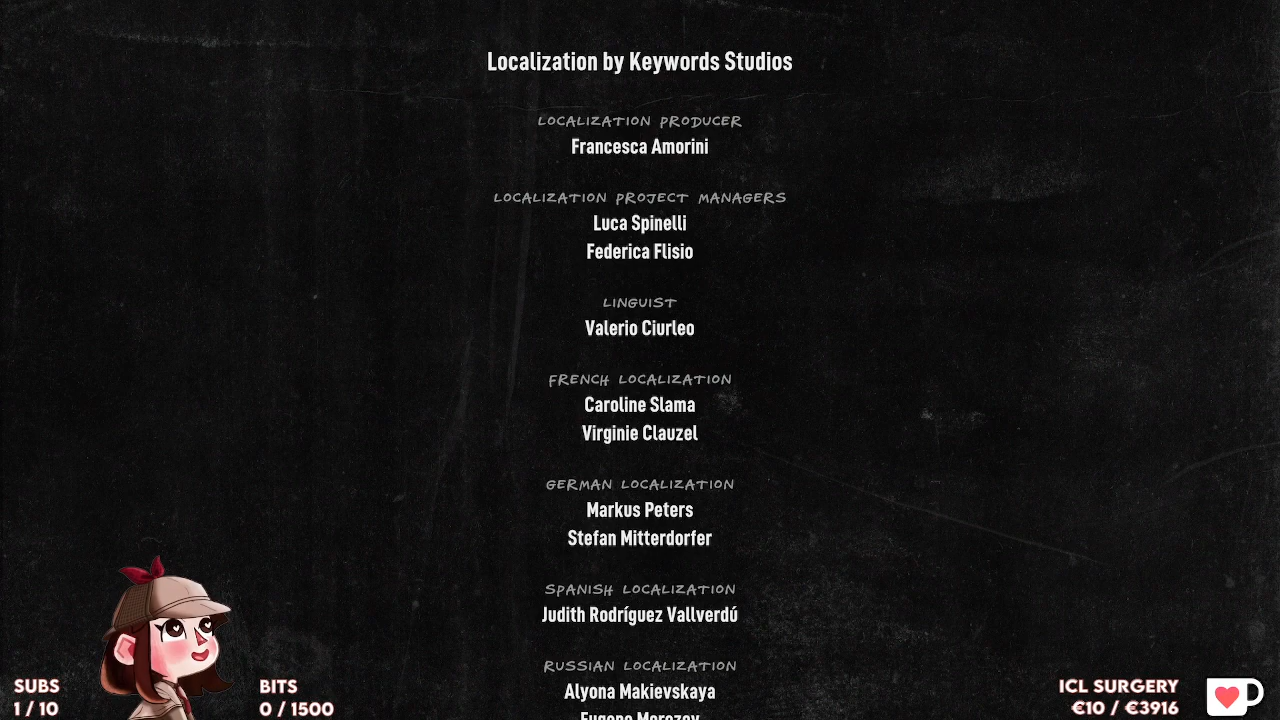 Localization by Keywords Studios
LOCALIZATION PRODUCER
Francesca Amorini
LOCALIZATION PROJECT MANAGERS
Luca Spinelli
Federica Flisio
LINGUIST
Valerio Ciurleo
FRENCH LOCALIZATION
Caroline Slama
Virginie Clauzel
GERMAN LOCALIZATION
Markus Peters
Stefan Mitterdorfer
SPANISH LOCALIZATION
Judith Rodríguez Vallverdú
RUSSIAN LOCALIZATION
Alyona Makievskaya
Eugene Morozov
SUBS
1 / 10
BITS
0 / 1500
ICL SURGERY
€10 / €3916